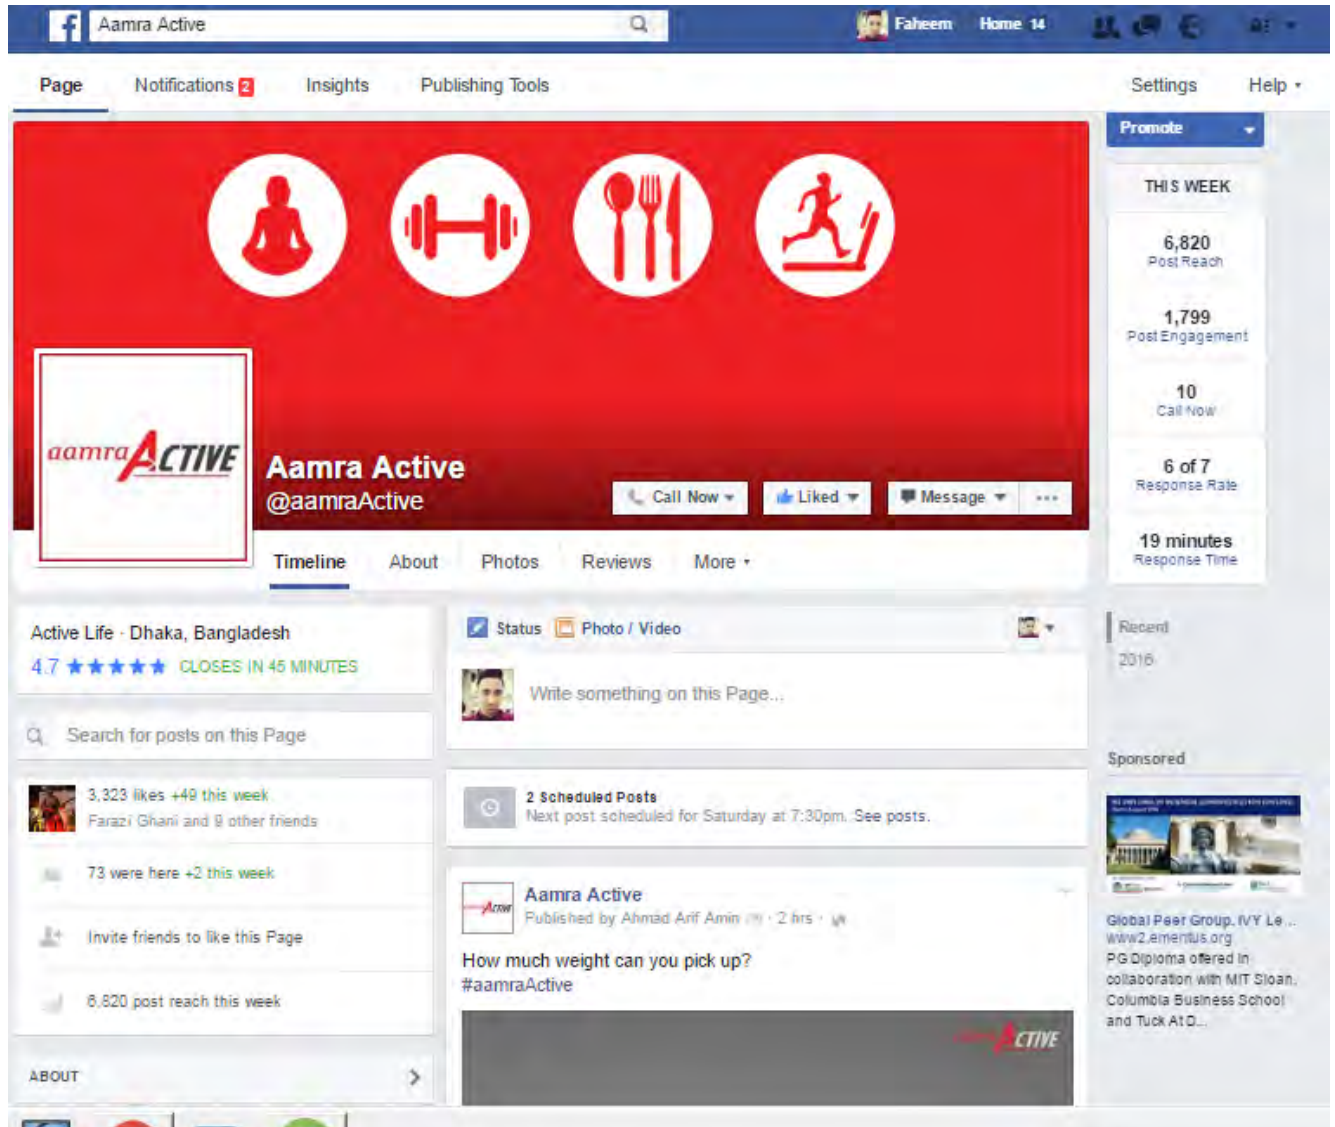 Aamra Active
Faheem Home 14
Page Notifications 2 Insights Publishing Tools Settings Help
Promote
THIS WEEK
6,820
Post Reach
1,799
Post Engagement
10
Call Now
6 of 7
Response Rate
19 minutes
Response Time
aamra ACTIVE
Aamra Active
@aamraActive
Call Now Liked Message ...
Timeline About Photos Reviews More
Active Life · Dhaka, Bangladesh
4.7 CLOSES IN 45 MINUTES
Search for posts on this Page
3,323 likes +49 this week
Farazi Ghani and 9 other friends
73 were here +2 this week
Invite friends to like this Page
6,820 post reach this week
ABOUT
Status Photo / Video
Write something on this Page...
2 Scheduled Posts
Next post scheduled for Saturday at 7:30pm. See posts.
Aamra Active
Published by Ahmad Arif Amin · 2 hrs ·
How much weight can you pick up?
#aamraActive
ACTIVE
Recent
2016
Sponsored
Global Peer Group, IVY Le...
www2.emeritus.org
PG Diploma offered in
collaboration with MIT Sloan,
Columbia Business School
and Tuck At D...